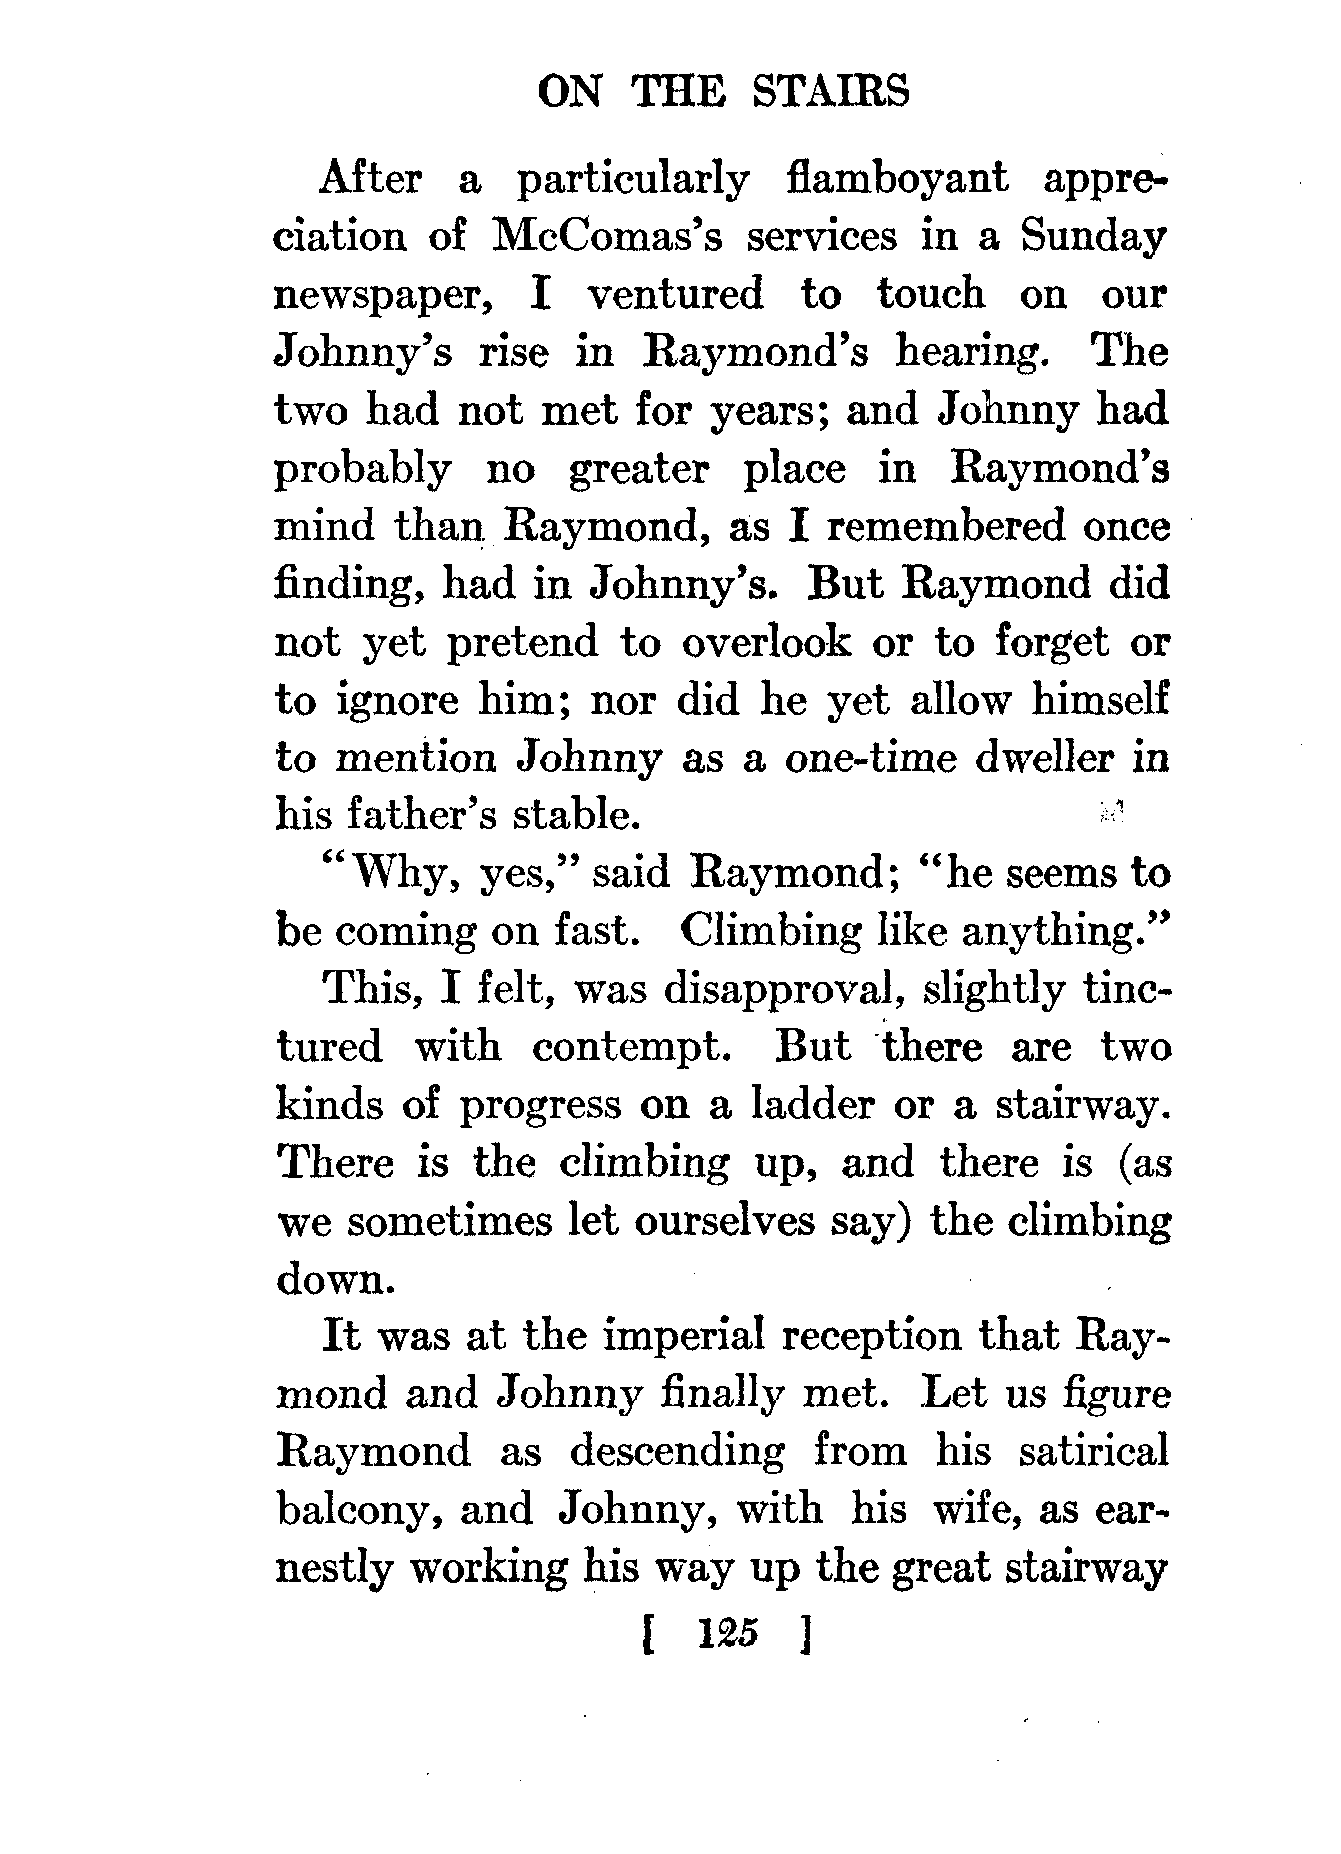 ON THE STAIRS
After a particularly flamboyant appre-
ciation of McComas's services in a Sunday
newspaper, I ventured to touch on our
Johnny's rise in Raymond's hearing. The
two had not met for years; and Johnny had
probably no greater place in Raymond's
mind than Raymond, as I remembered once
finding, had in Johnny's. But Raymond did
not yet pretend to overlook or to forget or
to ignore him; nor did he yet allow himself
to mention Johnny as a one-time dweller in
his father's stable.
"Why, yes," said Raymond; "he seems to
be coming on fast. Climbing like anything."
This, I felt, was disapproval, slightly tinc-
tured with contempt. But there are two
kinds of progress on a ladder or a stairway.
There is the climbing up, and there is (as
we sometimes let ourselves say) the climbing
down.
It was at the imperial reception that Ray-
mond and Johnny finally met. Let us figure
Raymond as descending from his satirical
balcony, and Johnny, with his wife, as ear-
nestly working his way up the great stairway
[ 125 ]